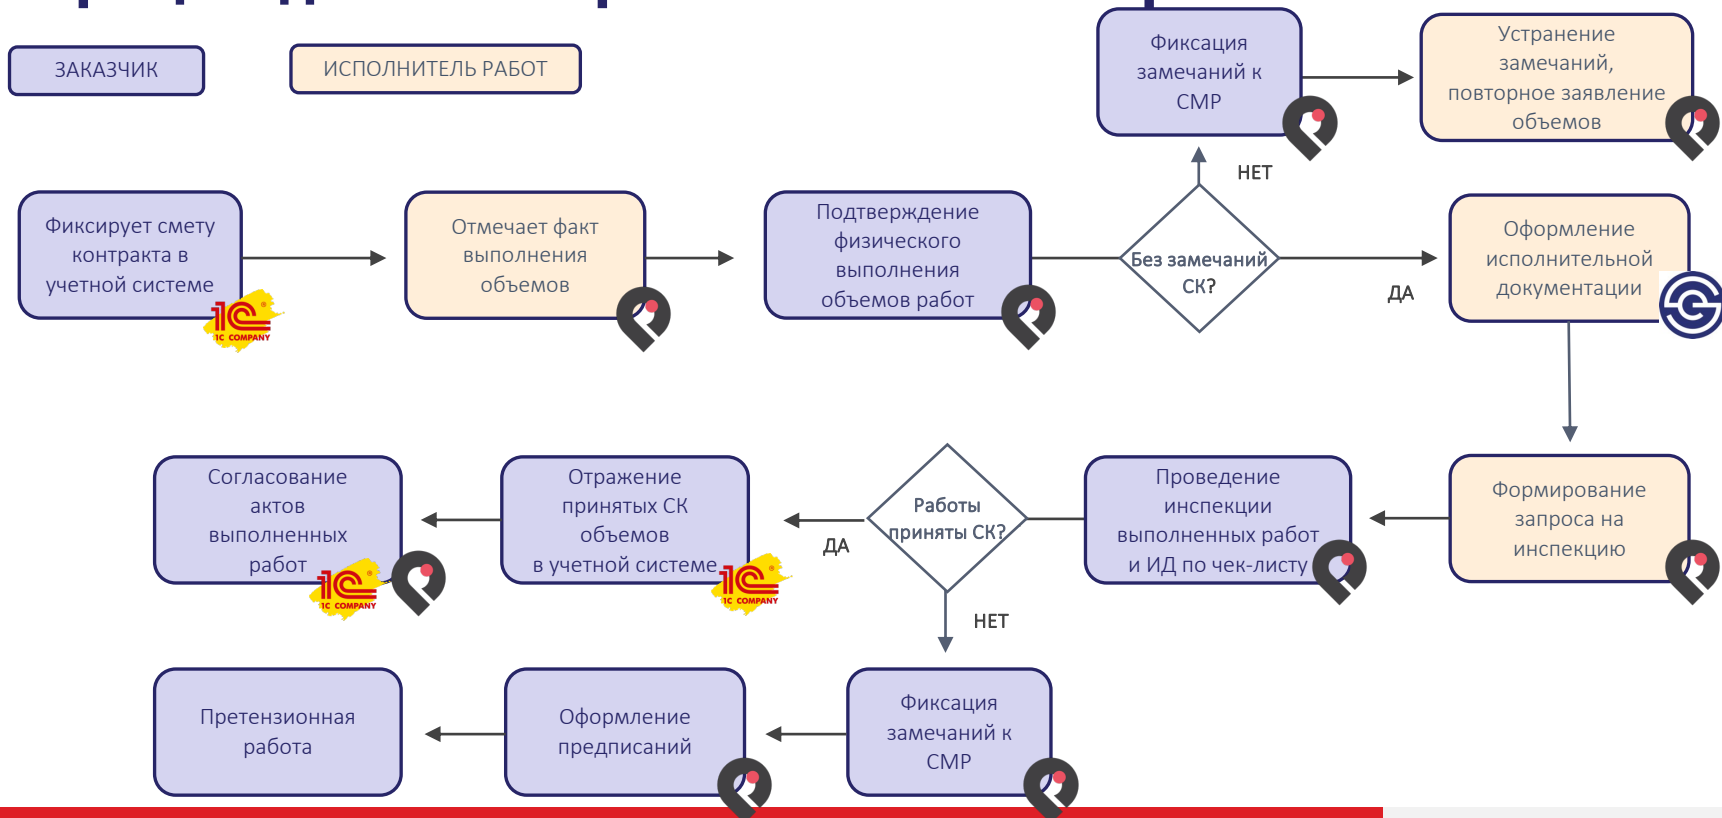 ЗАКАЗЧИК
ИСПОЛНИТЕЛЬ РАБОТ
Фиксация
замечаний к
СМР
Устранение
замечаний,
повторное заявление
объемов
НЕТ
Фиксирует смету
контракта в
учетной системе
1С COMPANY
Отмечает факт
выполнения
объемов
Подтверждение
физического
выполнения
объемов работ
Без замечаний
СК?
ДА
Оформление
исполнительной
документации
Согласование
актов
выполненных
работ
1С COMPANY
Отражение
принятых СК
объемов
в учетной системе
1С COMPANY
ДА
Работы
приняты СК?
НЕТ
Проведение
инспекции
выполненных работ
и ИД по чек-листу
Формирование
запроса на
инспекцию
Претензионная
работа
Оформление
предписаний
Фиксация
замечаний к
СМР